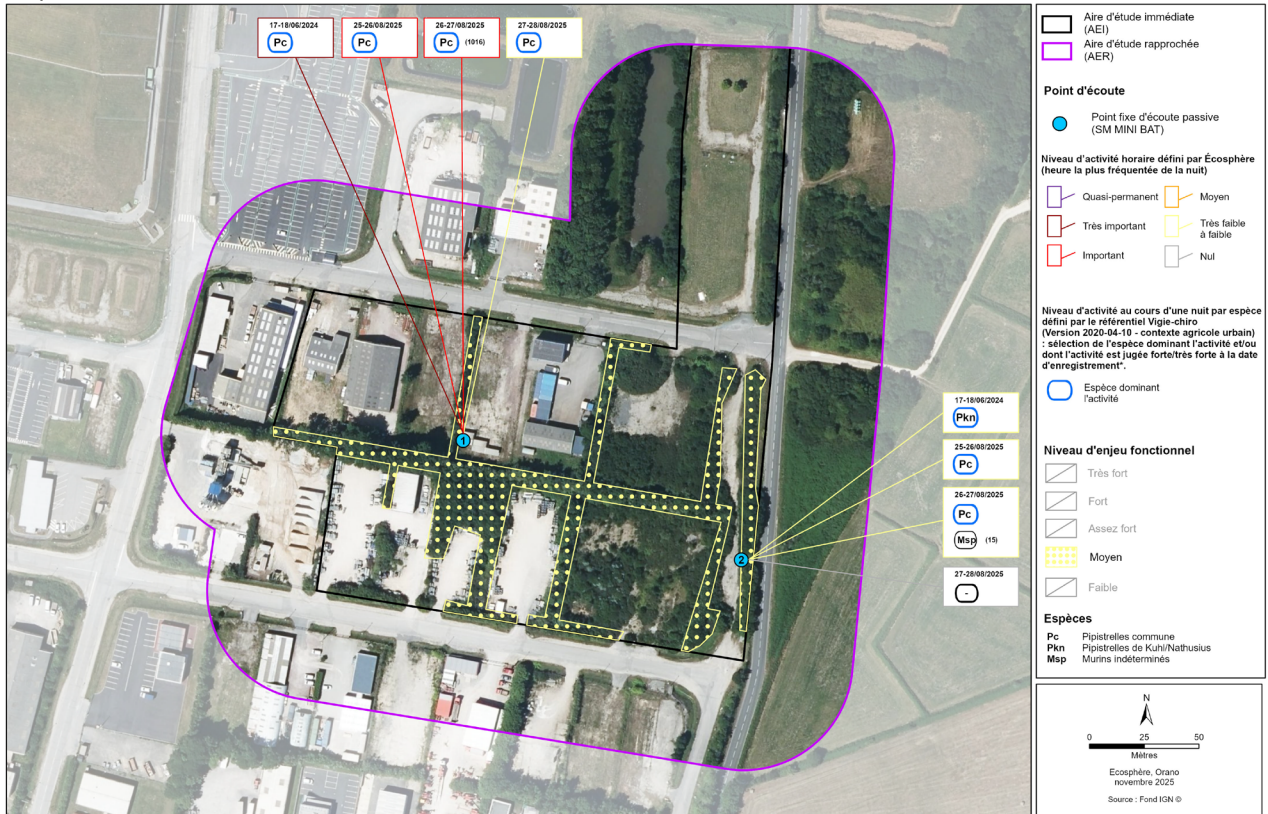 17-18/06/2024
Pc
25-26/08/2025
Pc
26-27/08/2025
Pc (1016)
27-28/08/2025
Pc
1
17-18/06/2024
Pkn
25-26/08/2025
Pc
26-27/08/2025
Pc
Msp (15)
27-28/08/2025
-
2
Aire d'étude immédiate
(AEI)
Aire d'étude rapprochée
(AER)
Point d'écoute
Point fixe d'écoute passive
(SM MINI BAT)
Niveau d'activité horaire défini par Écosphère
(heure la plus fréquentée de la nuit)
Quasi-permanent
Moyen
Très important
Très faible
à faible
Important
Nul
Niveau d'activité au cours d'une nuit par espèce
défini par le référentiel Vigie-chiro
(Version 2020-04-10 - contexte agricole urbain)
: sélection de l'espèce dominant l'activité et/ou
dont l'activité est jugée forte/très forte à la date
d'enregistrement*.
Espèce dominant
l'activité
Niveau d'enjeu fonctionnel
Très fort
Fort
Assez fort
Moyen
Faible
Espèces
Pc Pipistrelles commune
Pkn Pipistrelles de Kuhl/Nathusius
Msp Murins indéterminés
N
0 25 50
Mètres
Ecosphère, Orano
novembre 2025
Source : Fond IGN ©